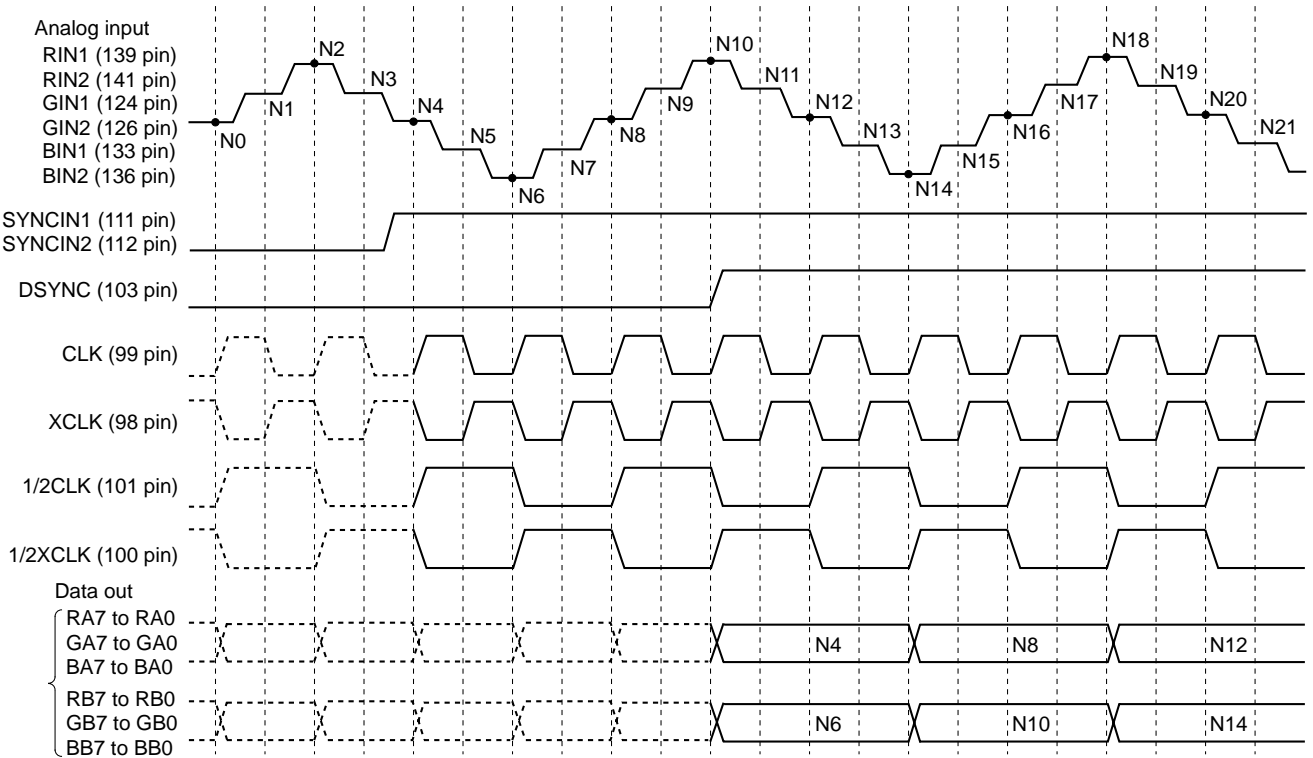 Analog input
RIN1 (139 pin)
RIN2 (141 pin)
GIN1 (124 pin)
GIN2 (126 pin)
BIN1 (133 pin)
BIN2 (136 pin)
N0
N1
N2
N3
N4
N5
N6
N7
N8
N9
N10
N11
N12
N13
N14
N15
N16
N17
N18
N19
N20
N21
SYNCIN1 (111 pin)
SYNCIN2 (112 pin)
DSYNC (103 pin)
CLK (99 pin)
XCLK (98 pin)
1/2CLK (101 pin)
1/2XCLK (100 pin)
Data out
RA7 to RA0
GA7 to GA0
BA7 to BA0
N4
N8
N12
RB7 to RB0
GB7 to GB0
BB7 to BB0
N6
N10
N14